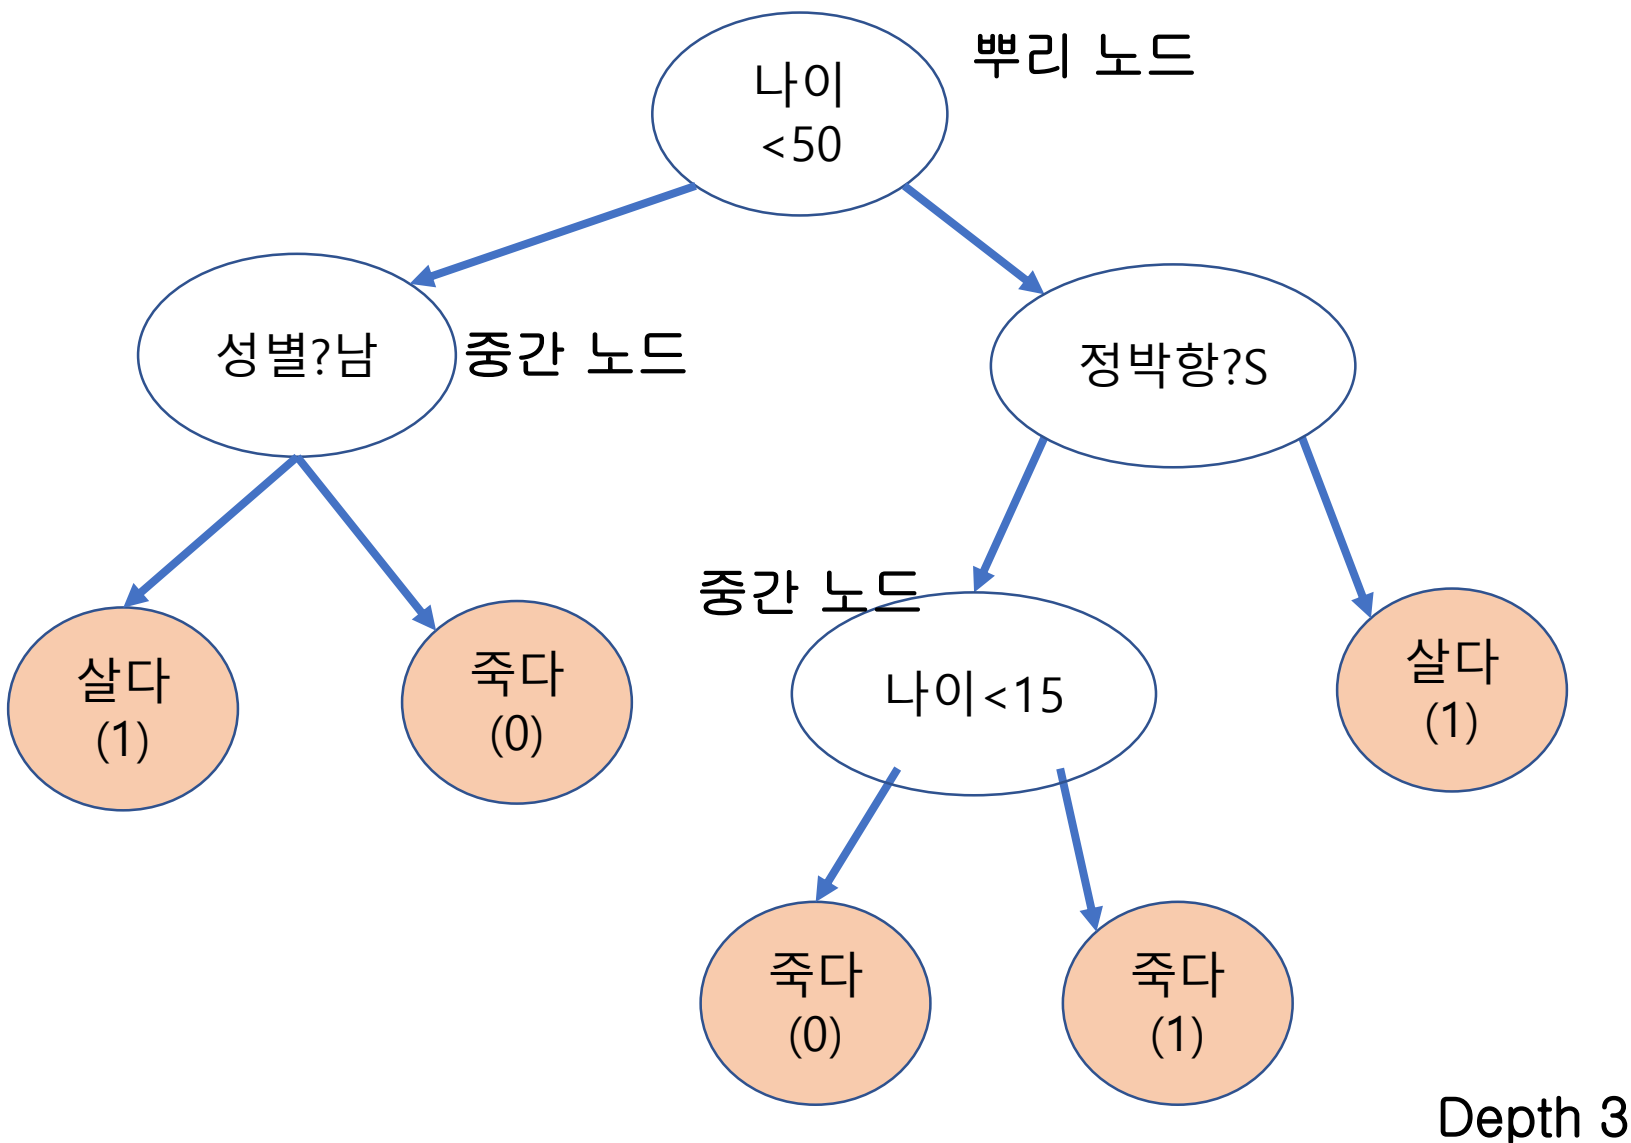 뿌리 노드
나이
<50
성별?남
중간 노드
정박항?S
중간 노드
살다
(1)
죽다
(0)
나이<15
살다
(1)
죽다
(0)
죽다
(1)
Depth 3